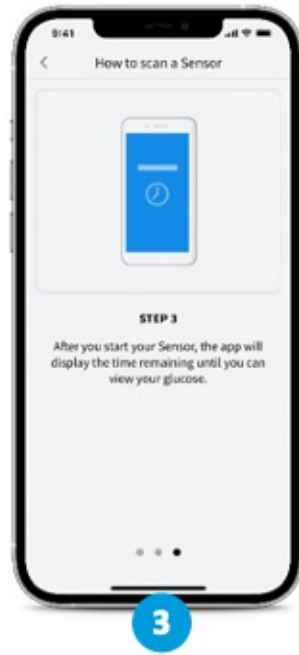 9:41
How to scan a Sensor
STEP 3
After you start your Sensor, the app will
display the time remaining until you can
view your glucose.
3